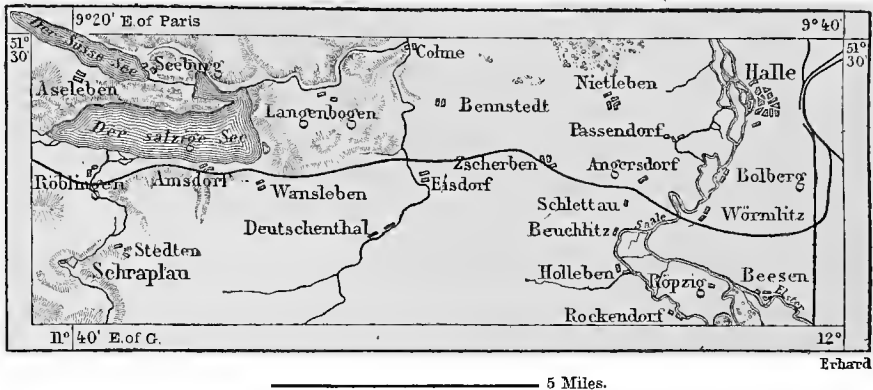 9°20' E. of Paris
9°40'
51°
30'
51°
30'
Der Süsse See
Seeburg
Aseleben
Der salzige See
Langenbogen
Colme
Bennstedt
Nietleben
Halle
Passendorf
Zscherben
Angersdorf
Bolberg
Röblingen
Amsdorf
Wansleben
Eisdorf
Schlettau
Wörmlitz
Deutschenthal
Beuchlitz
Saale
Stedten
Schraplau
Holleben
Röpzig
Beesen
Elster
Rockendorf
11° 40' E. of G.
12°
Erhard
5 Miles.